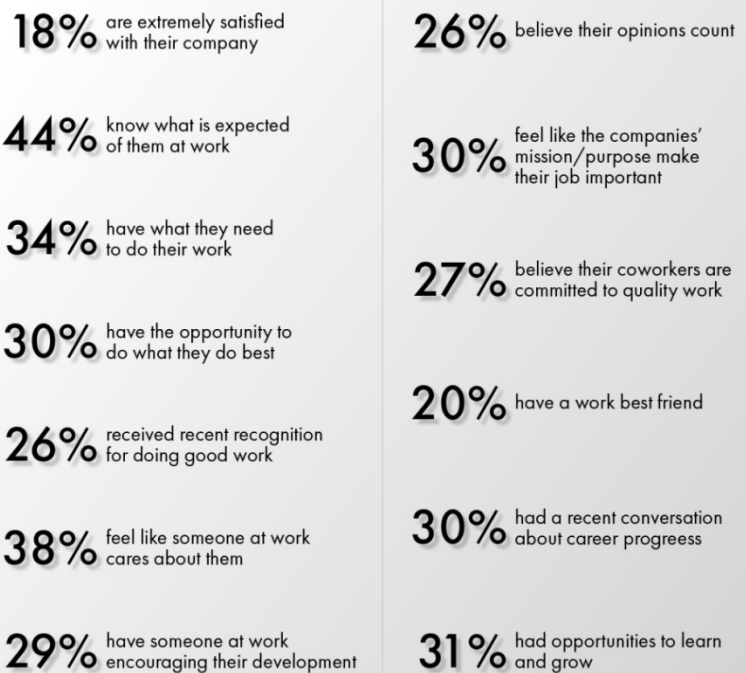 18% are extremely satisfied
with their company
44% know what is expected
of them at work
34% have what they need
to do their work
30% have the opportunity to
do what they do best
26% received recent recognition
for doing good work
38% feel like someone at work
cares about them
29% have someone at work
encouraging their development
26% believe their opinions count
30% feel like the companies'
mission/purpose make
their job important
27% believe their coworkers are
committed to quality work
20% have a work best friend
30% had a recent conversation
about career progreess
31% had opportunities to learn
and grow